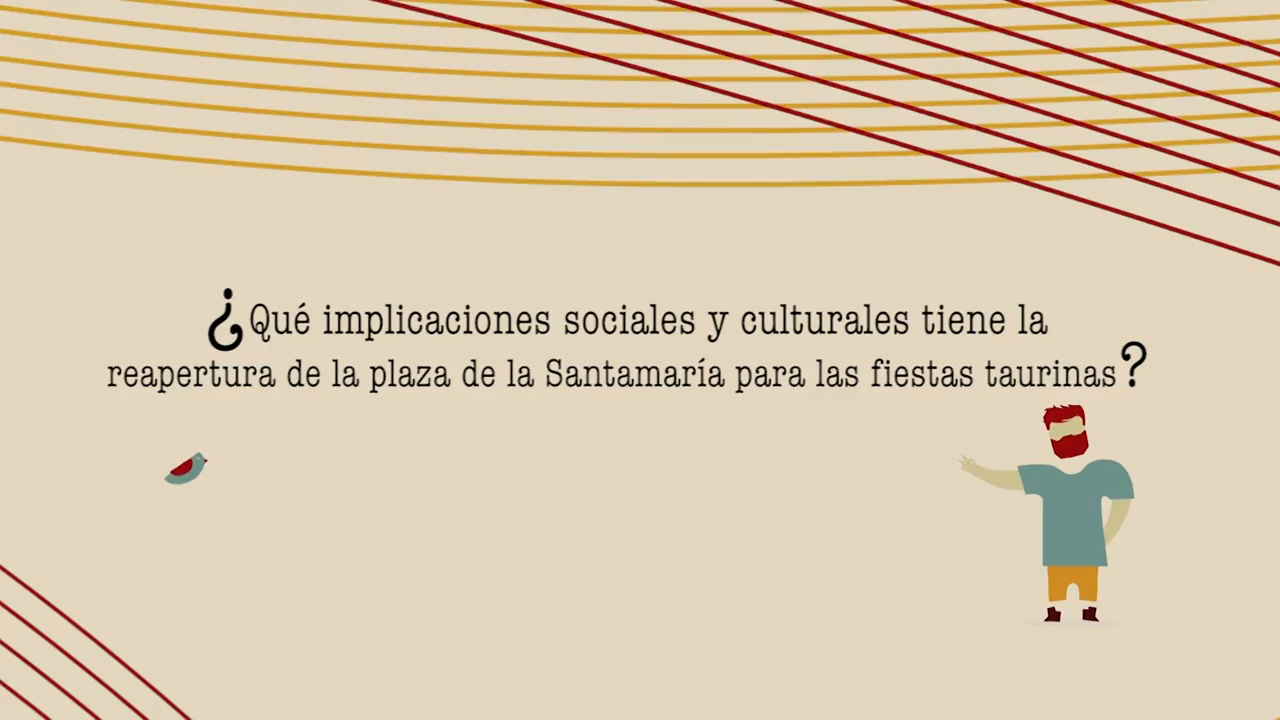 ¿Qué implicaciones sociales y culturales tiene la
reapertura de la plaza de la Santamaría para las fiestas taurinas?